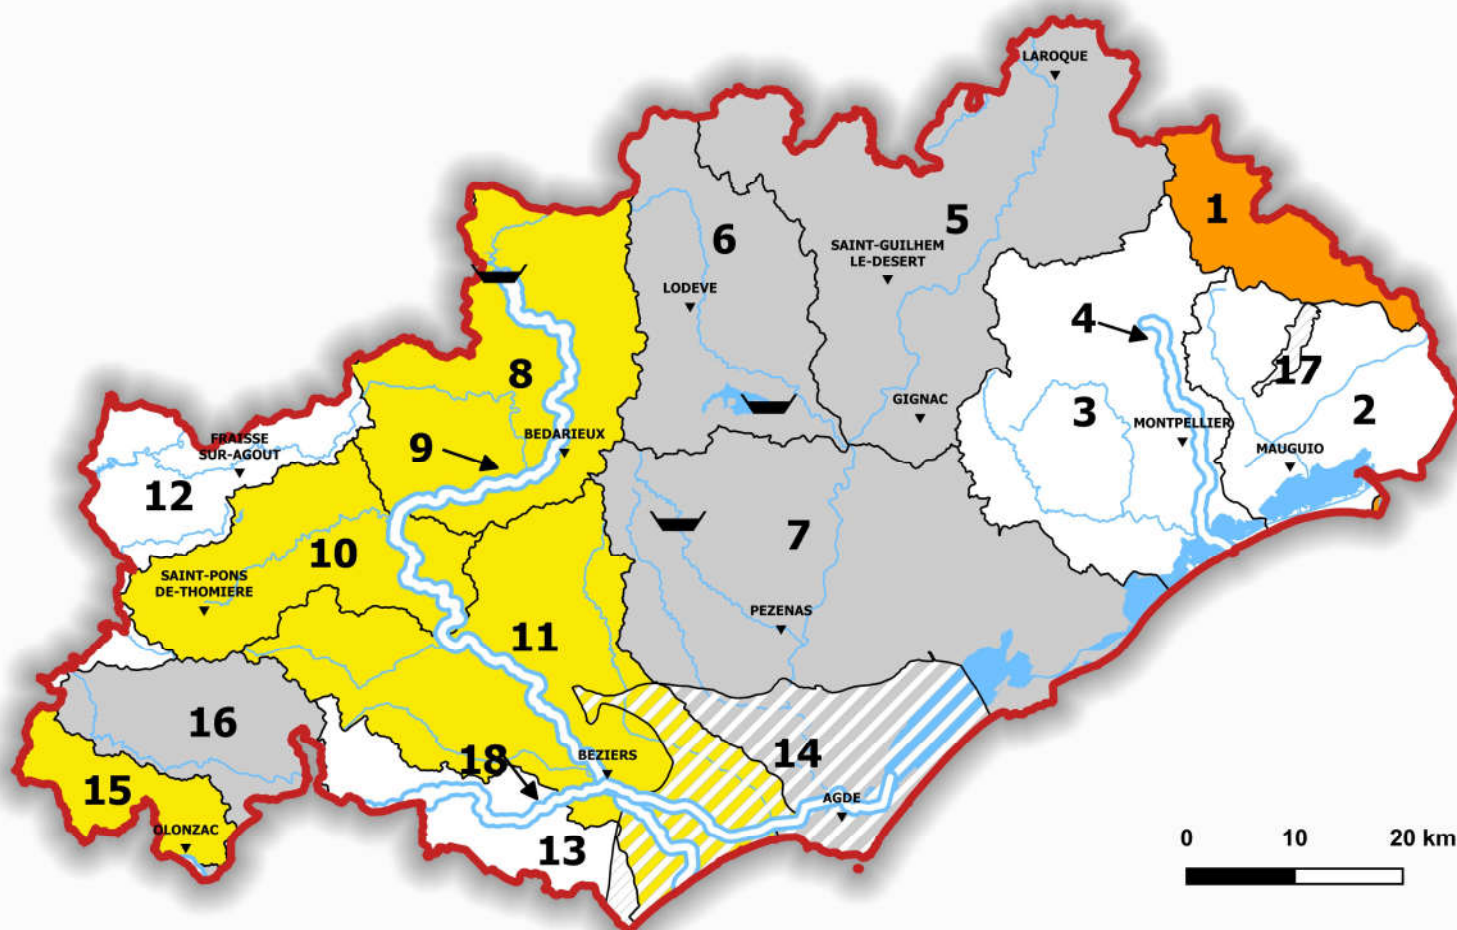 LAROQUE
1
5
6
SAINT-GUILHEM
LE-DESERT
LODEVE
4
17
8
GIGNAC
3
2
MONTPELLIER
BEDARIEUX
9
FRAISSE
SUR-AGOUT
MAUGUIO
12
7
10
SAINT-PONS
DE-THOMIERE
PEZENAS
11
16
14
18
BEZIERS
15
AGDE
OLONZAC
13
0 10 20 km